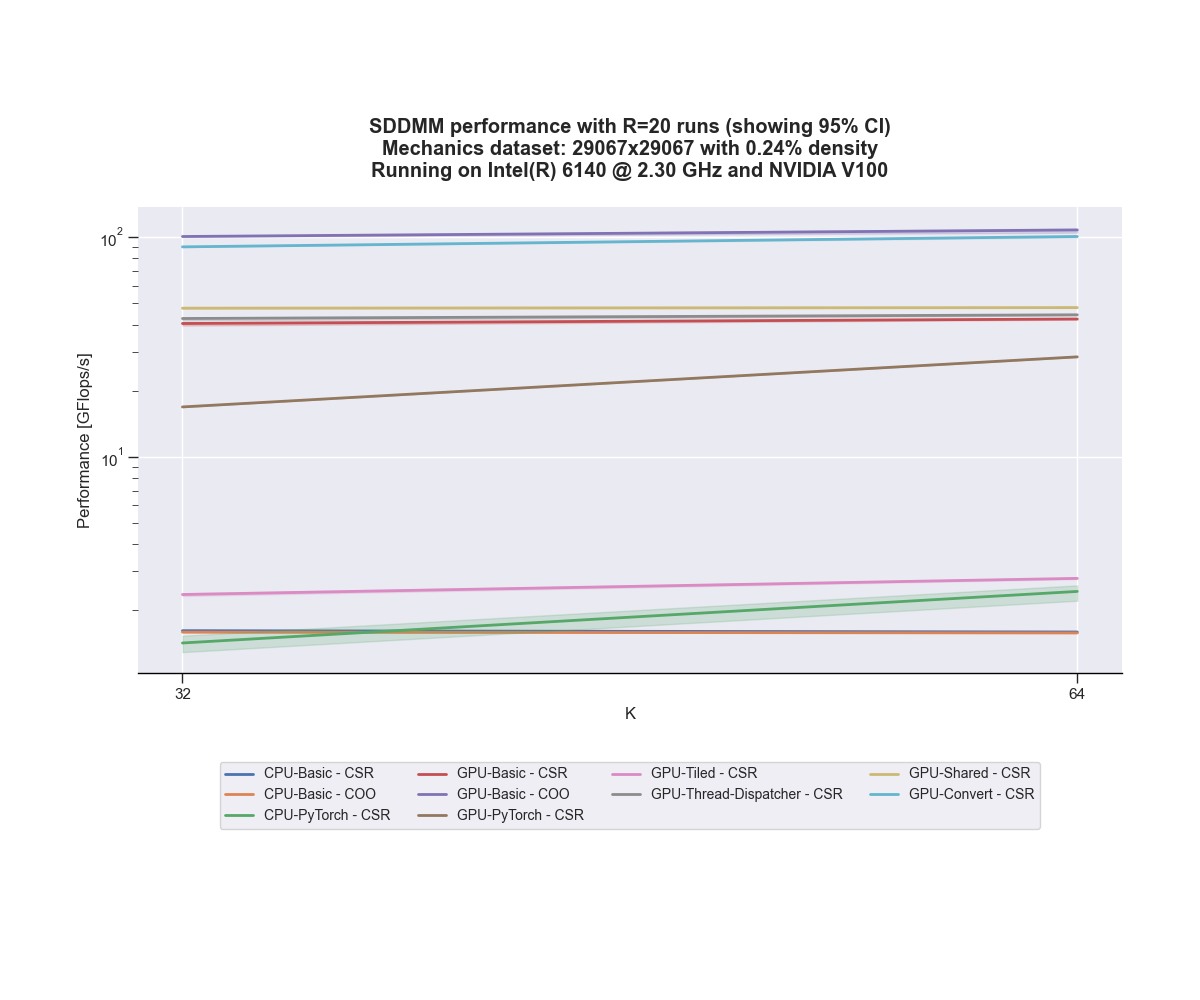 SDDMM performance with R=20 runs (showing 95% CI)
Mechanics dataset: 29067x29067 with 0.24% density
Running on Intel(R) 6140 @ 2.30 GHz and NVIDIA V100
10²
10¹
Performance [GFlops/s]
32
64
K
CPU-Basic - CSR
CPU-Basic - COO
CPU-PyTorch - CSR
GPU-Basic - CSR
GPU-Basic - COO
GPU-PyTorch - CSR
GPU-Tiled - CSR
GPU-Thread-Dispatcher - CSR
GPU-Shared - CSR
GPU-Convert - CSR